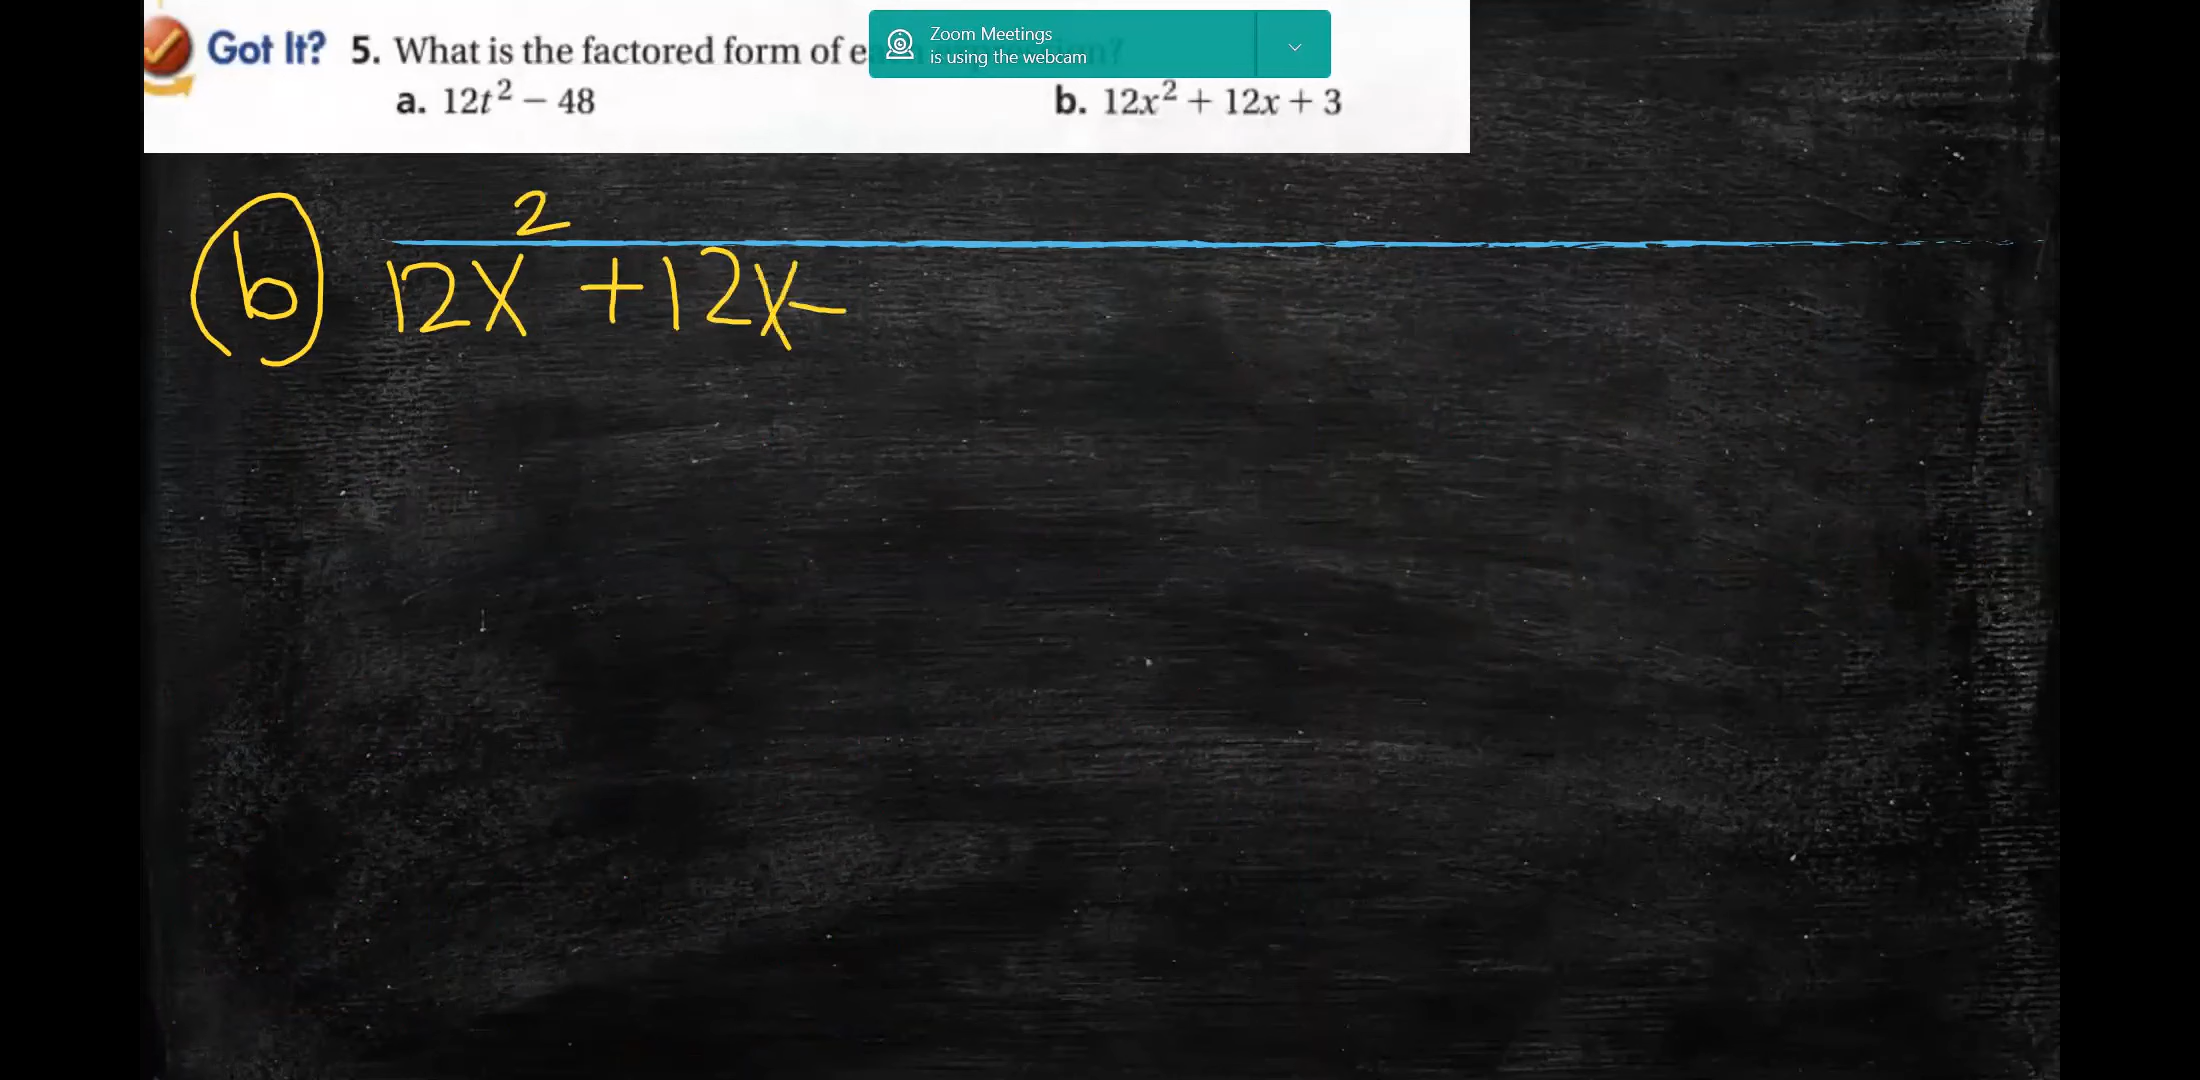 Got It? 5. What is the factored form of e
Zoom Meetings
is using the webcam
?
a. 12t² – 48
b. 12x² + 12x + 3
b 12x² +12x–